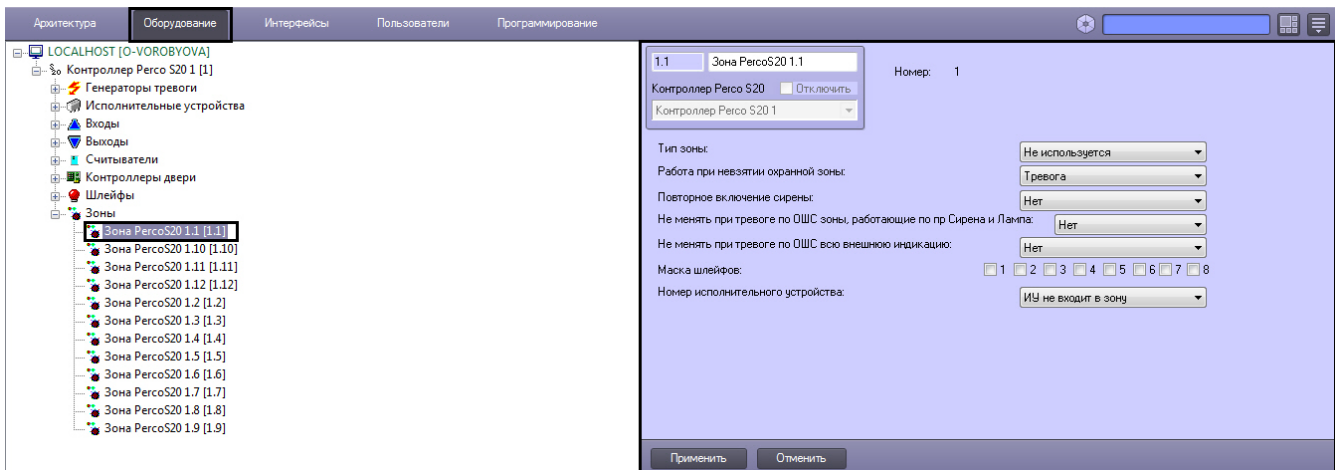 Архитектура Оборудование Интерфейсы Пользователи Программирование
LOCALHOST [O-VOROBYOVA]
Контроллер Perco S20 1 [1]
Генераторы тревоги
Исполнительные устройства
Входы
Выходы
Считыватели
Контроллеры двери
Шлейфы
Зоны
Зона PercoS20 1.1 [1.1]
Зона PercoS20 1.10 [1.10]
Зона PercoS20 1.11 [1.11]
Зона PercoS20 1.12 [1.12]
Зона PercoS20 1.2 [1.2]
Зона PercoS20 1.3 [1.3]
Зона PercoS20 1.4 [1.4]
Зона PercoS20 1.5 [1.5]
Зона PercoS20 1.6 [1.6]
Зона PercoS20 1.7 [1.7]
Зона PercoS20 1.8 [1.8]
Зона PercoS20 1.9 [1.9]
1.1 Зона PercoS20 1.1
Номер: 1
Контроллер Perco S20 Отключить
Контроллер Perco S20 1
Тип зоны: Не используется
Работа при невзятии охранной зоны: Тревога
Повторное включение сирены: Нет
Не менять при тревоге по ОШС зоны, работающие по пр Сирена и Лампа: Нет
Не менять при тревоге по ОШС всю внешнюю индикацию: Нет
Маска шлейфов: 1 2 3 4 5 6 7 8
Номер исполнительного устройства: ИУ не входит в зону
Применить Отменить